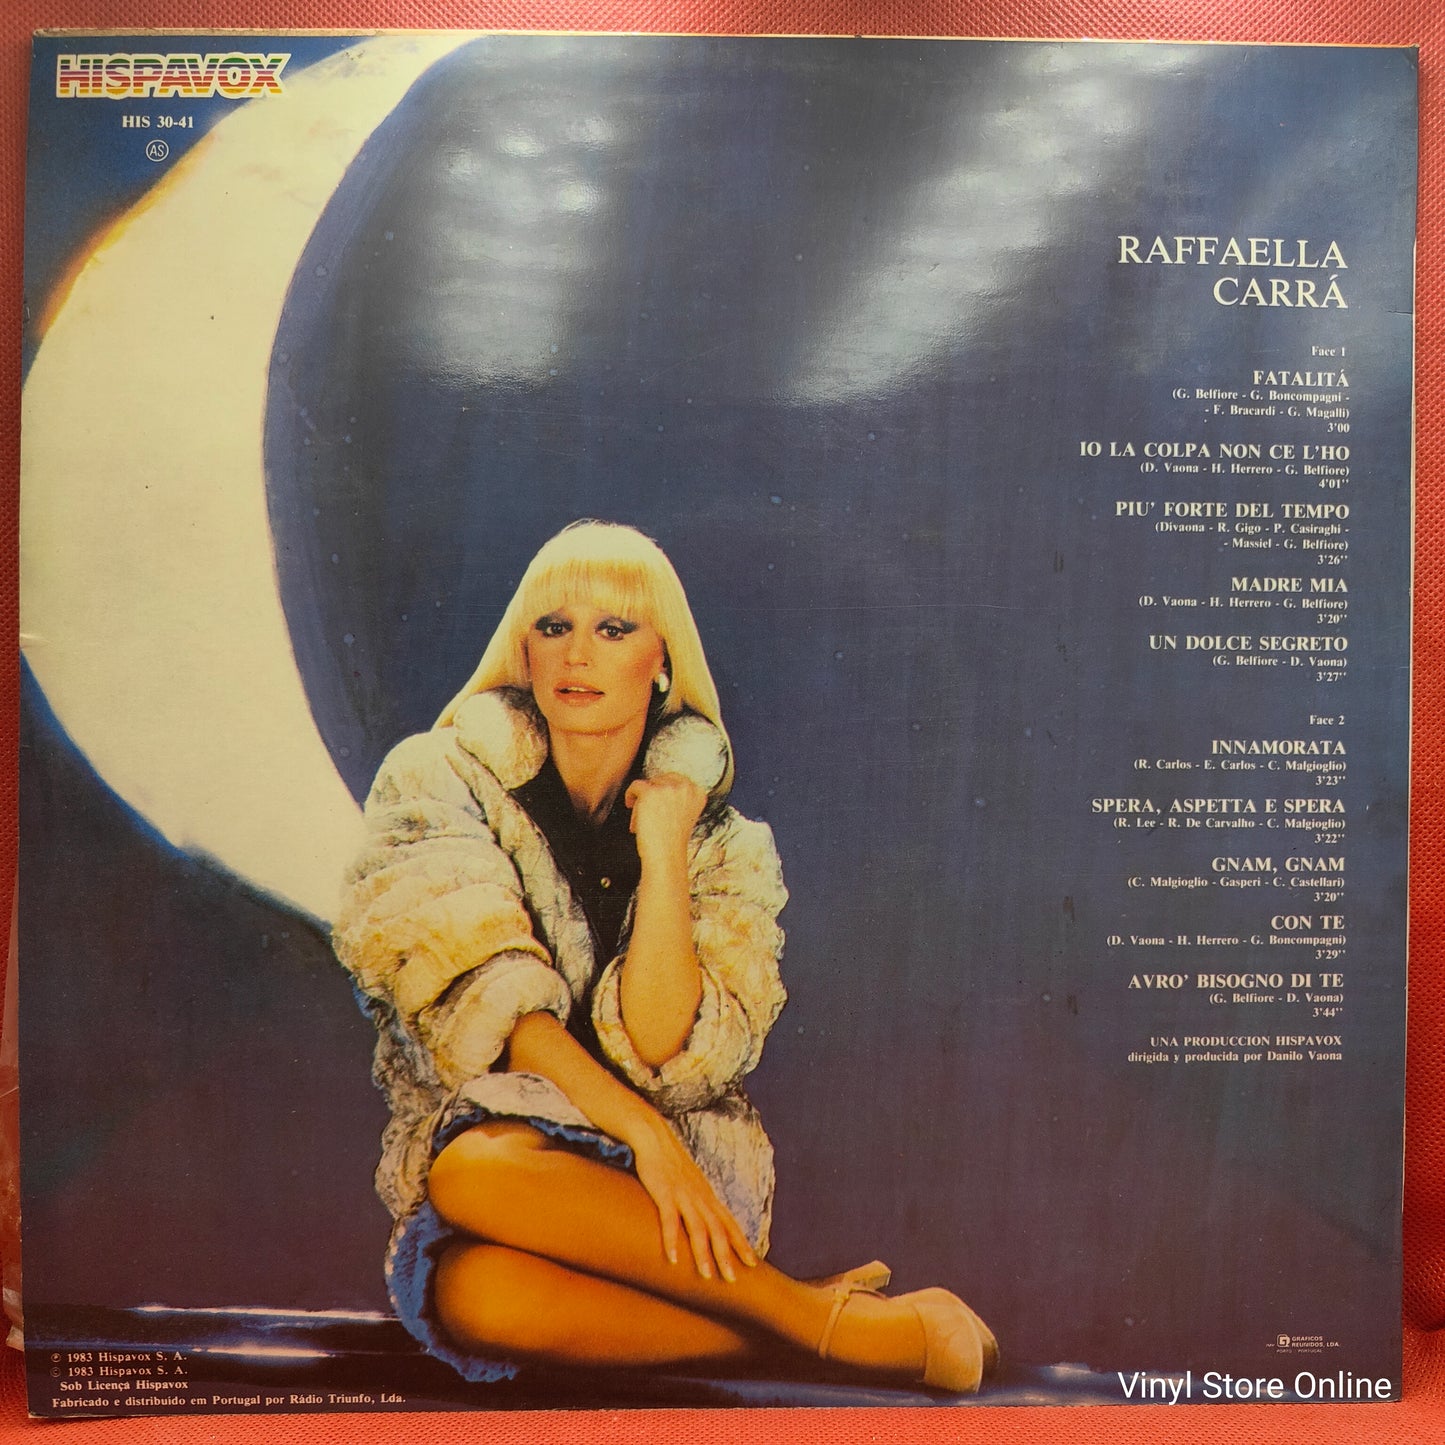 HISPAVOX
HIS 30-41
AS
RAFFAELLA
CARRÁ
Face 1
FATALITÁ
(G. Belfiore - G. Boncompagni -
- F. Bracardi - G. Magalli)
3'00
IO LA COLPA NON CE L'HO
(D. Vaona - H. Herrero - G. Belfiore)
4'01''
PIU' FORTE DEL TEMPO
(Divaona - R. Gigo - P. Casiraghi -
- Massiel - G. Belfiore)
3'26''
MADRE MIA
(D. Vaona - H. Herrero - G. Belfiore)
3'20''
UN DOLCE SEGRETO
(G. Belfiore - D. Vaona)
3'27''
Face 2
INNAMORATA
(R. Carlos - E. Carlos - C. Malgioglio)
3'23''
SPERA, ASPETTA E SPERA
(R. Lee - R. De Carvalho - C. Malgioglio)
3'22''
GNAM, GNAM
(C. Malgioglio - Gasperi - C. Castellari)
3'20''
CON TE
(D. Vaona - H. Herrero - G. Boncompagni)
3'29''
AVRO' BISOGNO DI TE
(G. Belfiore - D. Vaona)
3'44''
UNA PRODUCCION HISPAVOX
dirigida y producida por Danilo Vaona
℗ 1983 Hispavox S. A.
© 1983 Hispavox S. A.
Sob Licença Hispavox
Fabricado e distribuído em Portugal por Rádio Triunfo, Lda.
GRAFICOS
REUNIDOS, LDA.
PORTO PORTUGAL
Vinyl Store Online